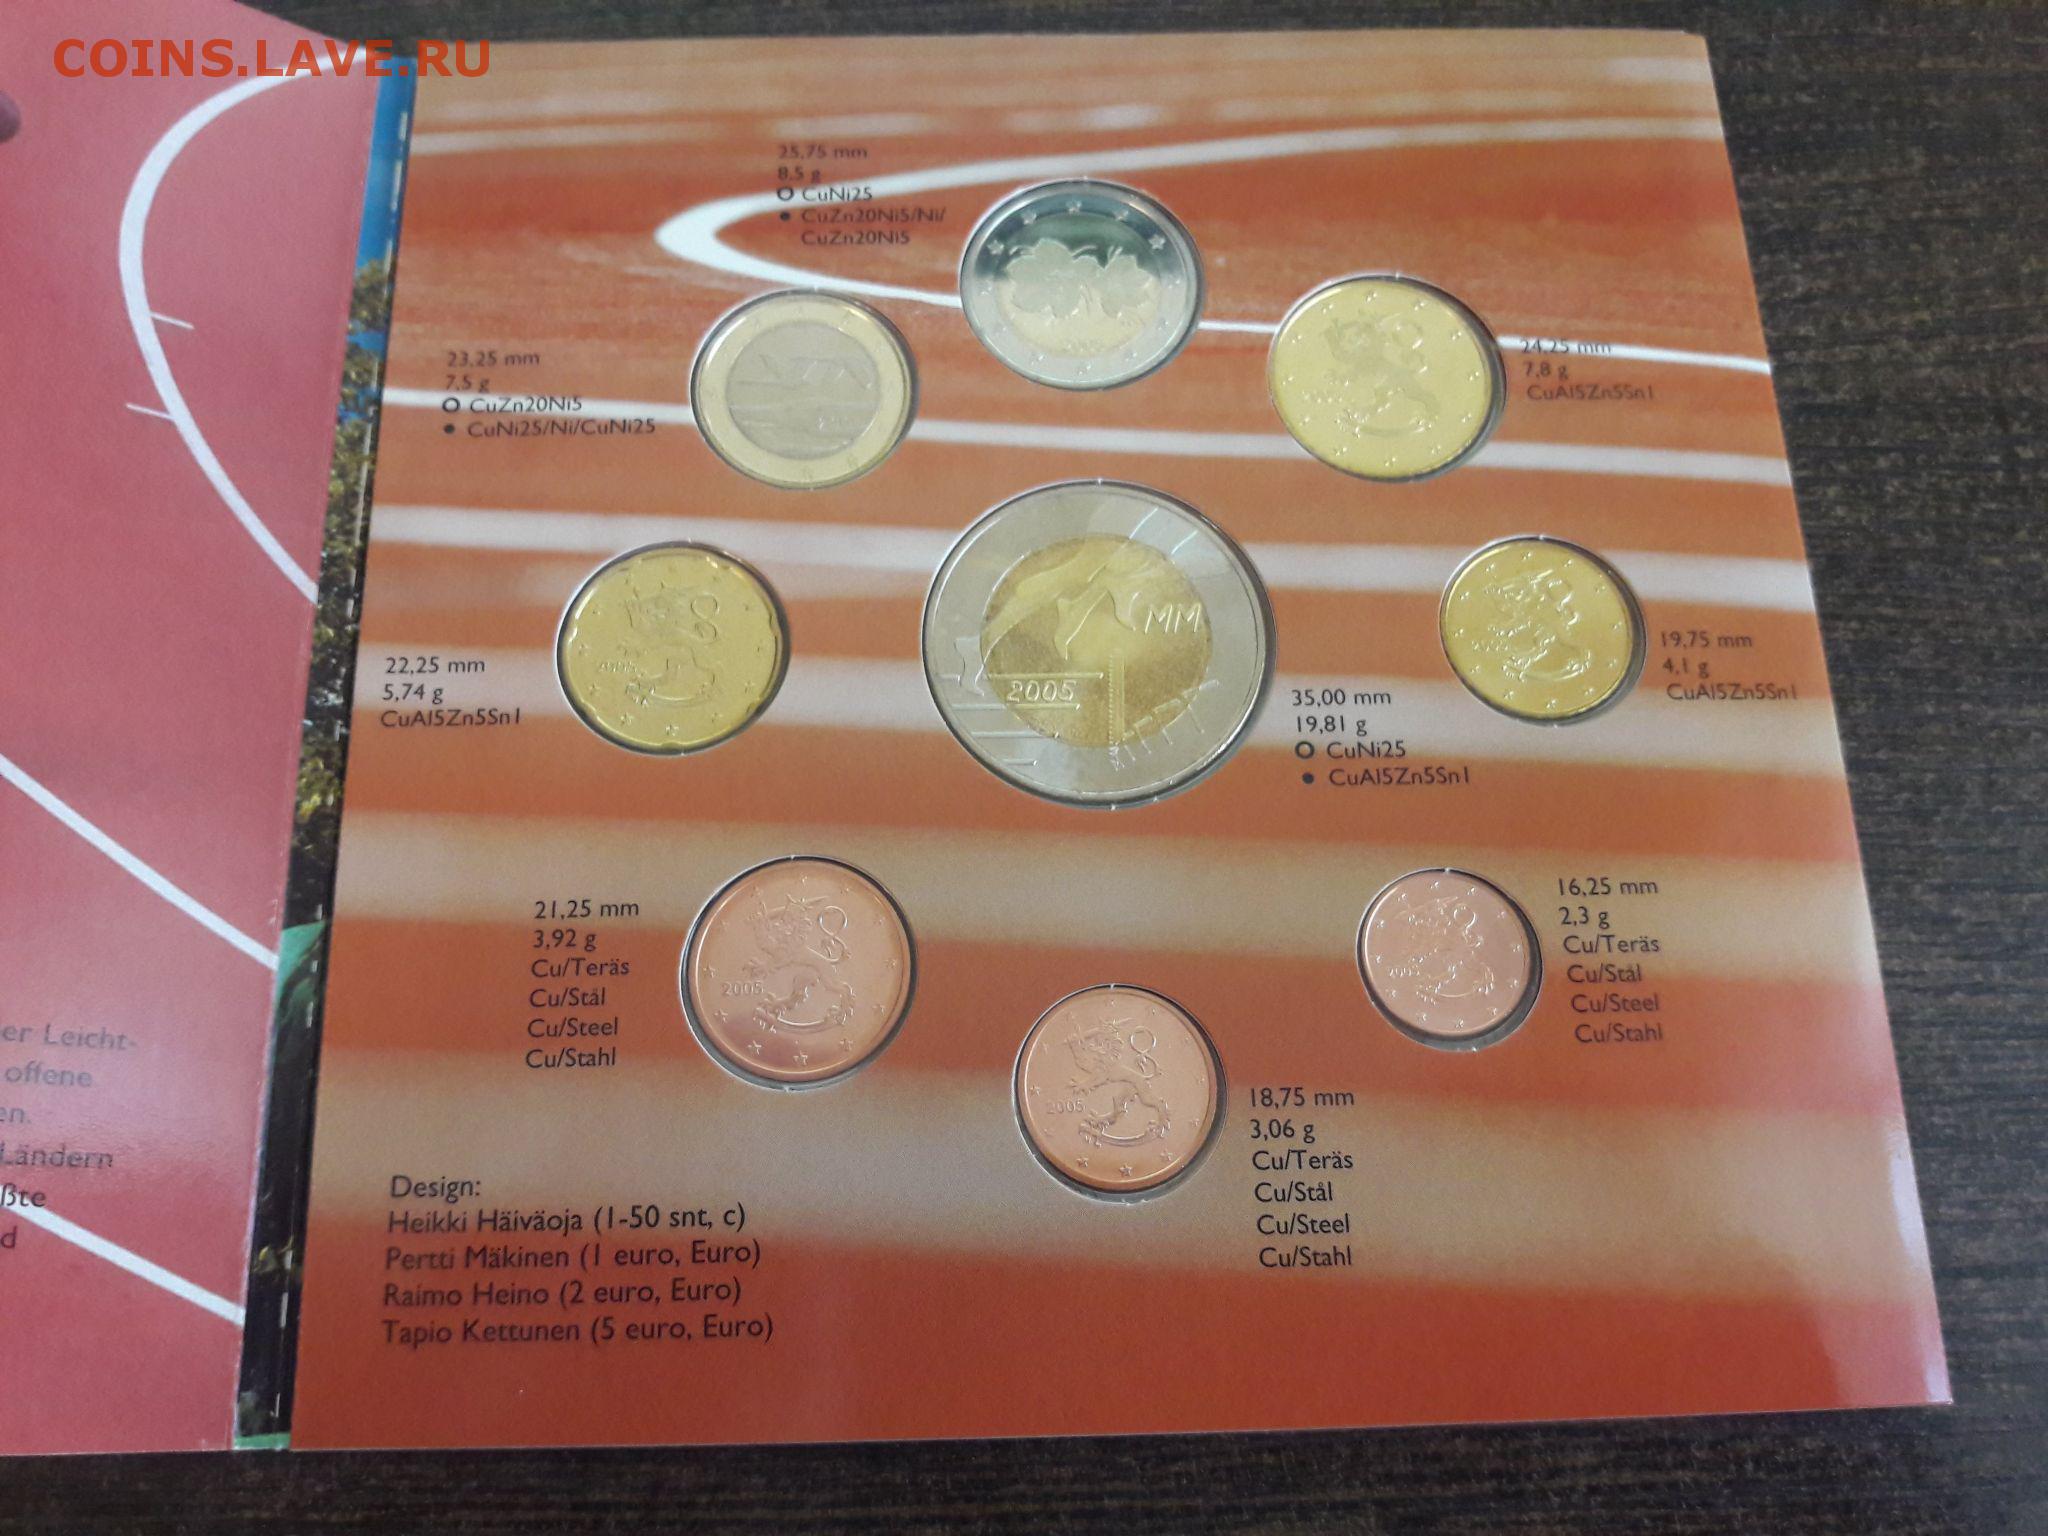 COINS.LAVE.RU
25,75 mm
8,5 g
CuNi25
CuZn20Ni5/Ni/
CuZn20Ni5
23,25 mm
7,5 g
CuZn20Ni5
CuNi25/Ni/CuNi25
24,25 mm
7,8 g
CuAl5Zn5Sn1
22,25 mm
5,74 g
CuAl5Zn5Sn1
MM
2005
35,00 mm
19,81 g
CuNi25
CuAl5Zn5Sn1
19,75 mm
4,1 g
CuAl5Zn5Sn1
21,25 mm
3,92 g
Cu/Teräs
Cu/Stål
Cu/Steel
Cu/Stahl
2005
2005
18,75 mm
3,06 g
Cu/Teräs
Cu/Stål
Cu/Steel
Cu/Stahl
2005
16,25 mm
2,3 g
Cu/Teräs
Cu/Stål
Cu/Steel
Cu/Stahl
er Leicht-
offene
en.
Ländern
ßte
d
Design:
Heikki Häiväoja (1-50 snt, c)
Pertti Mäkinen (1 euro, Euro)
Raimo Heino (2 euro, Euro)
Tapio Kettunen (5 euro, Euro)